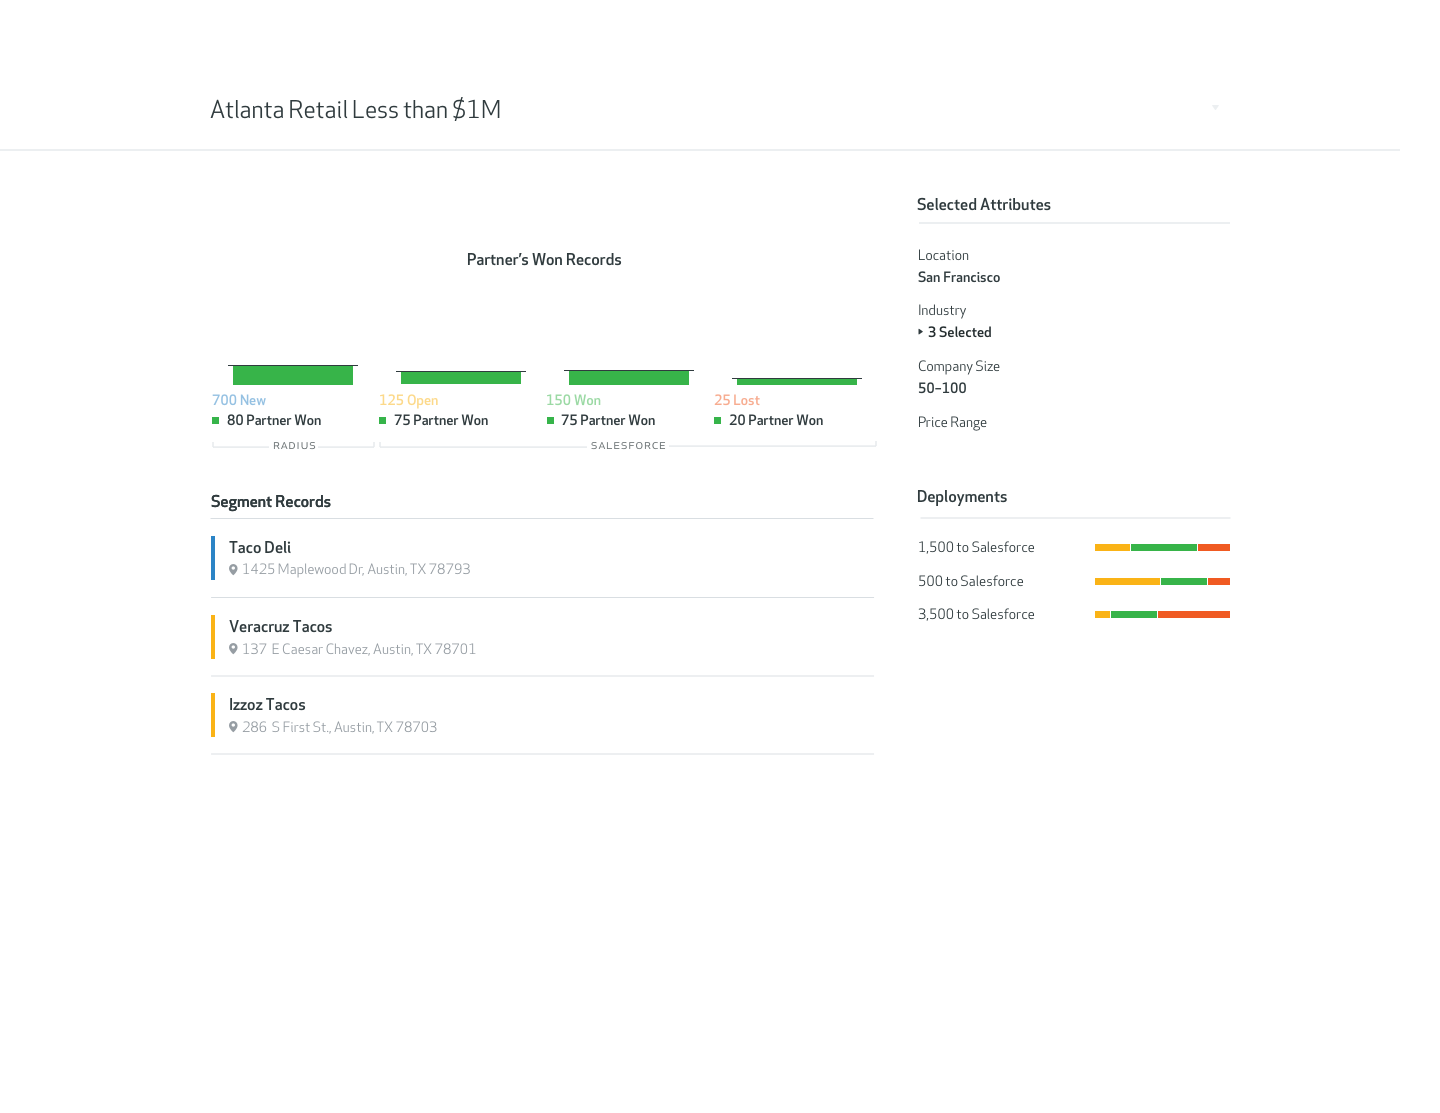 Atlanta Retail Less than $1M
Partner’s Won Records
700 New
80 Partner Won
125 Open
75 Partner Won
150 Won
75 Partner Won
25 Lost
20 Partner Won
RADIUS
SALESFORCE
Segment Records
Taco Deli
1425 Maplewood Dr, Austin, TX 78793
Veracruz Tacos
137 E Caesar Chavez, Austin, TX 78701
Izzoz Tacos
286 S First St., Austin, TX 78703
Selected Attributes
Location
San Francisco
Industry
3 Selected
Company Size
50–100
Price Range
Deployments
1,500 to Salesforce
500 to Salesforce
3,500 to Salesforce